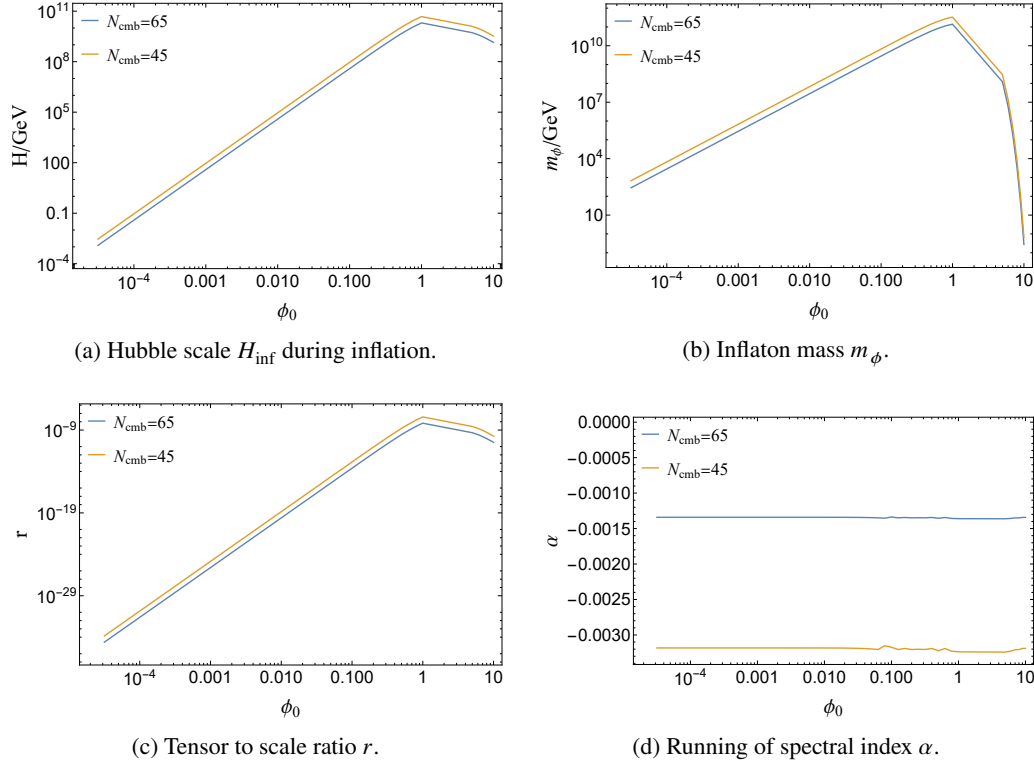 N_cmb=65
N_cmb=45
H/GeV
10^11
10^9
10^5
100
0.1
10^-4
10^-4
0.001
0.010
0.100
1
10
ϕ_0
(a) Hubble scale H_inf during inflation.
N_cmb=65
N_cmb=45
m_ϕ/GeV
10^10
10^7
10^4
10
10^-4
0.001
0.010
0.100
1
10
ϕ_0
(b) Inflaton mass m_ϕ.
N_cmb=65
N_cmb=45
r
10^-9
10^-19
10^-29
10^-4
0.001
0.010
0.100
1
10
ϕ_0
(c) Tensor to scale ratio r.
N_cmb=65
N_cmb=45
α
0.0000
−0.0005
−0.0010
−0.0015
−0.0020
−0.0025
−0.0030
10^-4
0.001
0.010
0.100
1
10
ϕ_0
(d) Running of spectral index α.